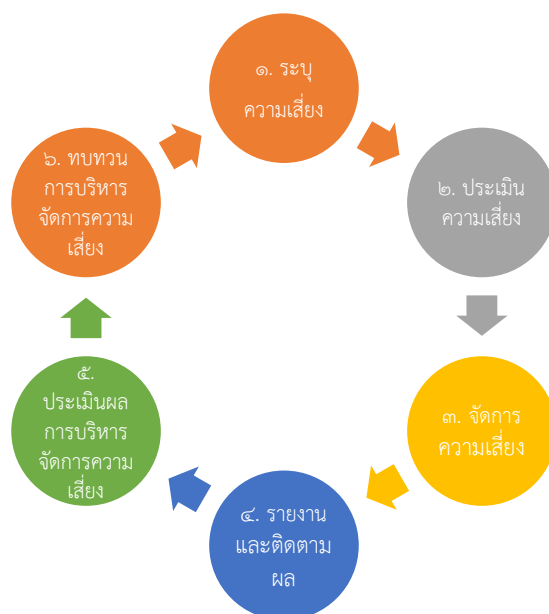 ๑. ระบุ
ความเสี่ยง
๒. ประเมิน
ความเสี่ยง
๓. จัดการ
ความเสี่ยง
๔. รายงาน
และติดตาม
ผล
๕.
ประเมินผล
การบริหาร
จัดการความ
เสี่ยง
๖. ทบทวน
การบริหาร
จัดการความ
เสี่ยง